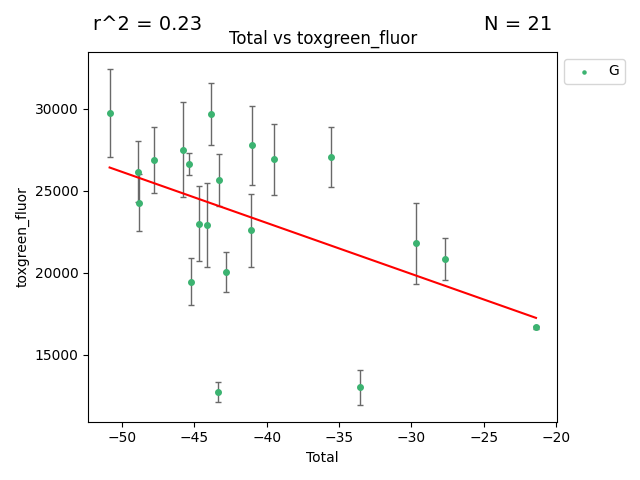 r^2 = 0.23
N = 21
Total vs toxgreen_fluor
G
30000
25000
20000
15000
toxgreen_fluor
−50
−45
−40
−35
−30
−25
−20
Total